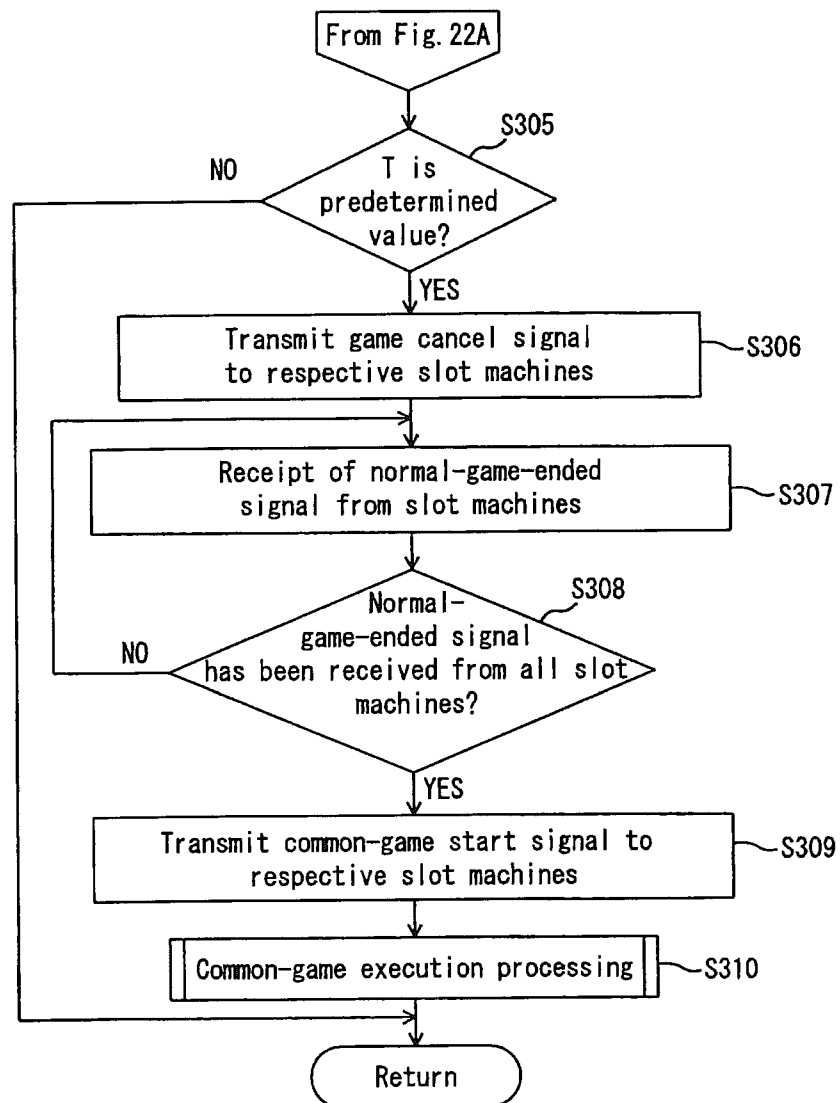 From Fig. 22A
S305
NO
T is
predetermined
value?
YES
Transmit game cancel signal
to respective slot machines
S306
Receipt of normal-game-ended
signal from slot machines
S307
S308
Normal-
game-ended signal
has been received from all slot
machines?
NO
YES
Transmit common-game start signal to
respective slot machines
S309
Common-game execution processing
S310
Return